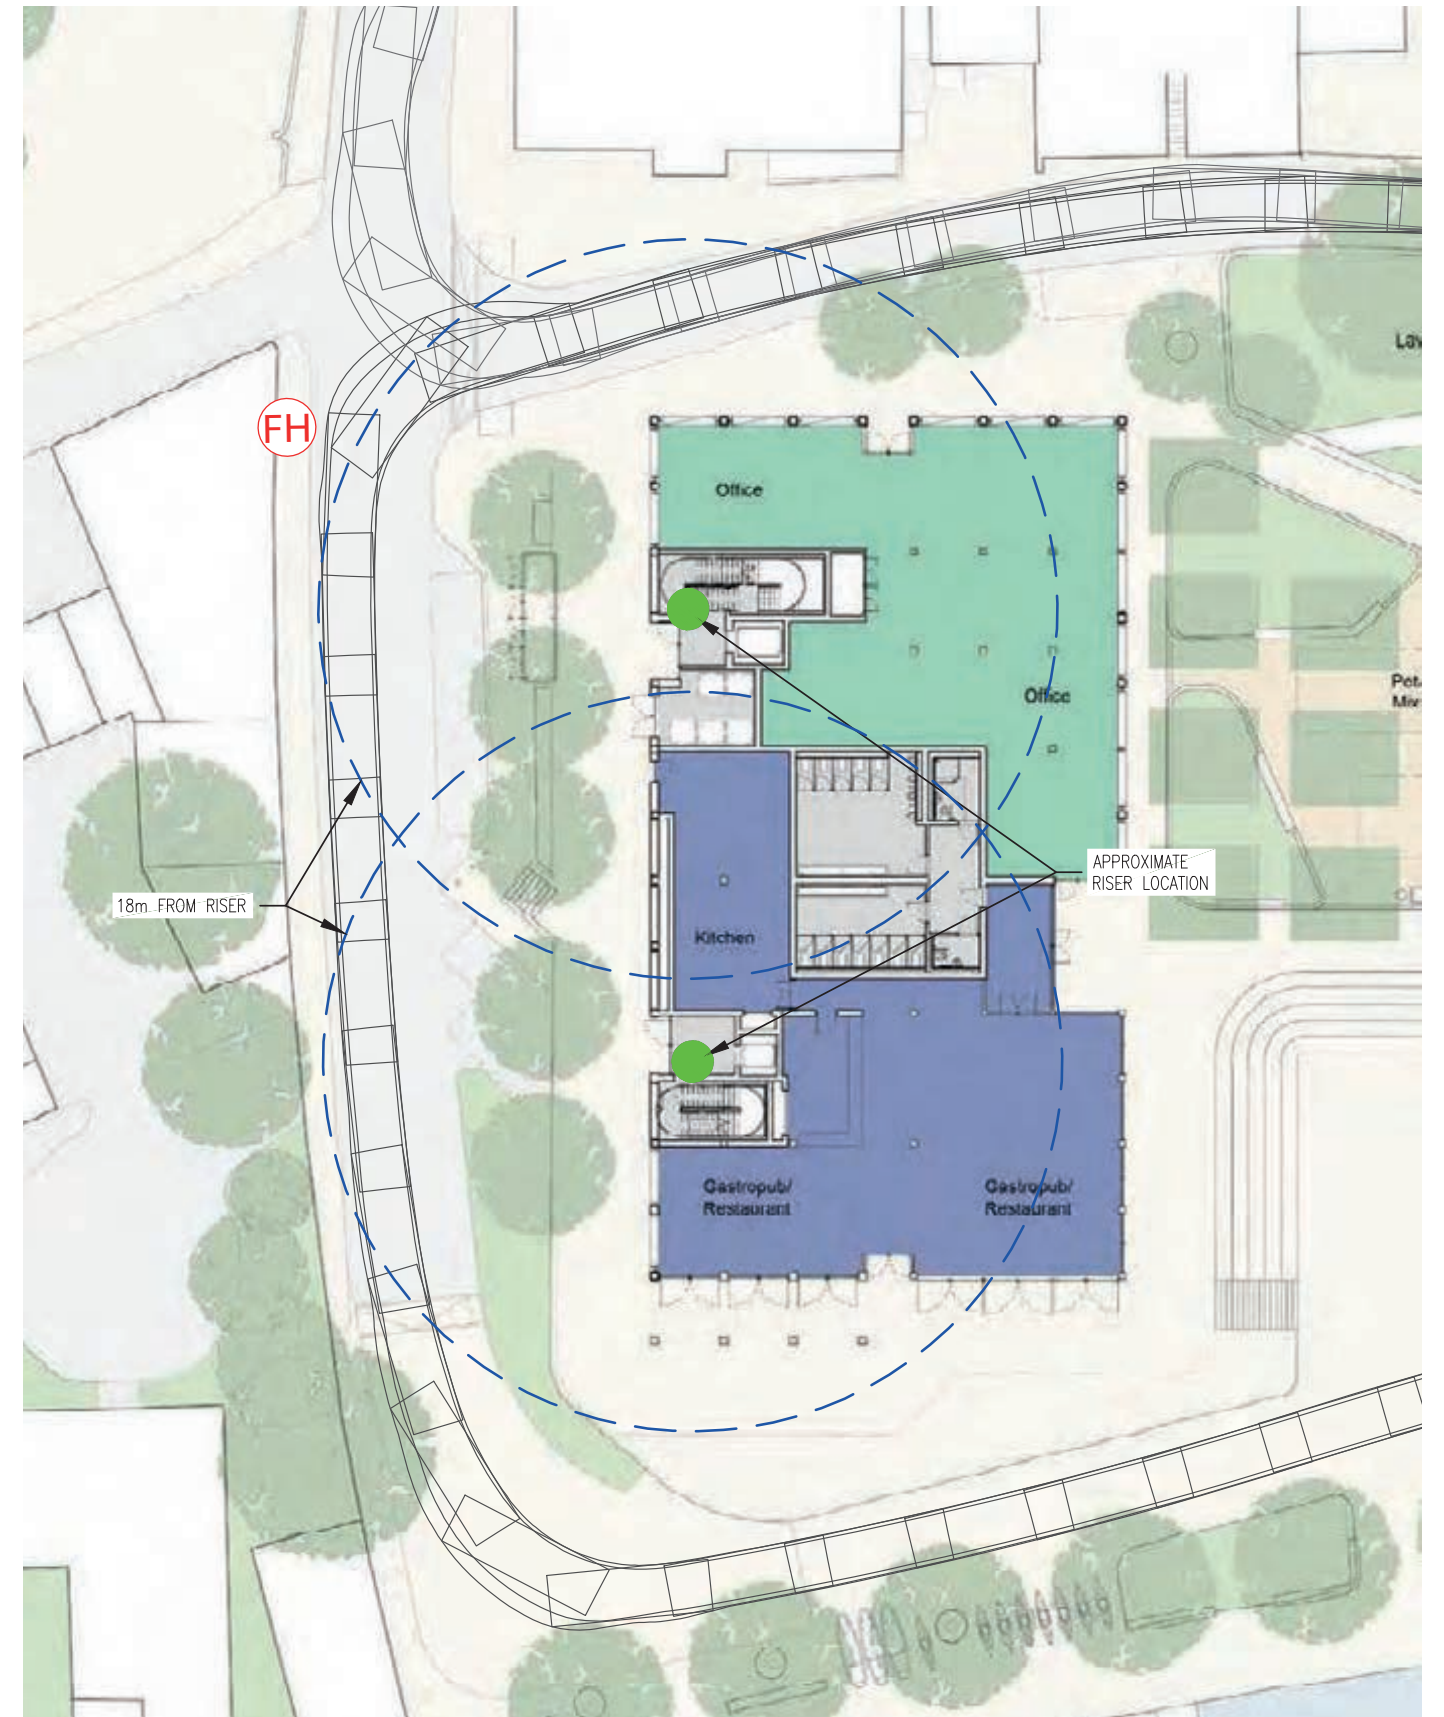 FH
Office
Office
APPROXIMATE
RISER LOCATION
18m FROM RISER
Kitchen
Gastropub/
Restaurant
Gastropub/
Restaurant